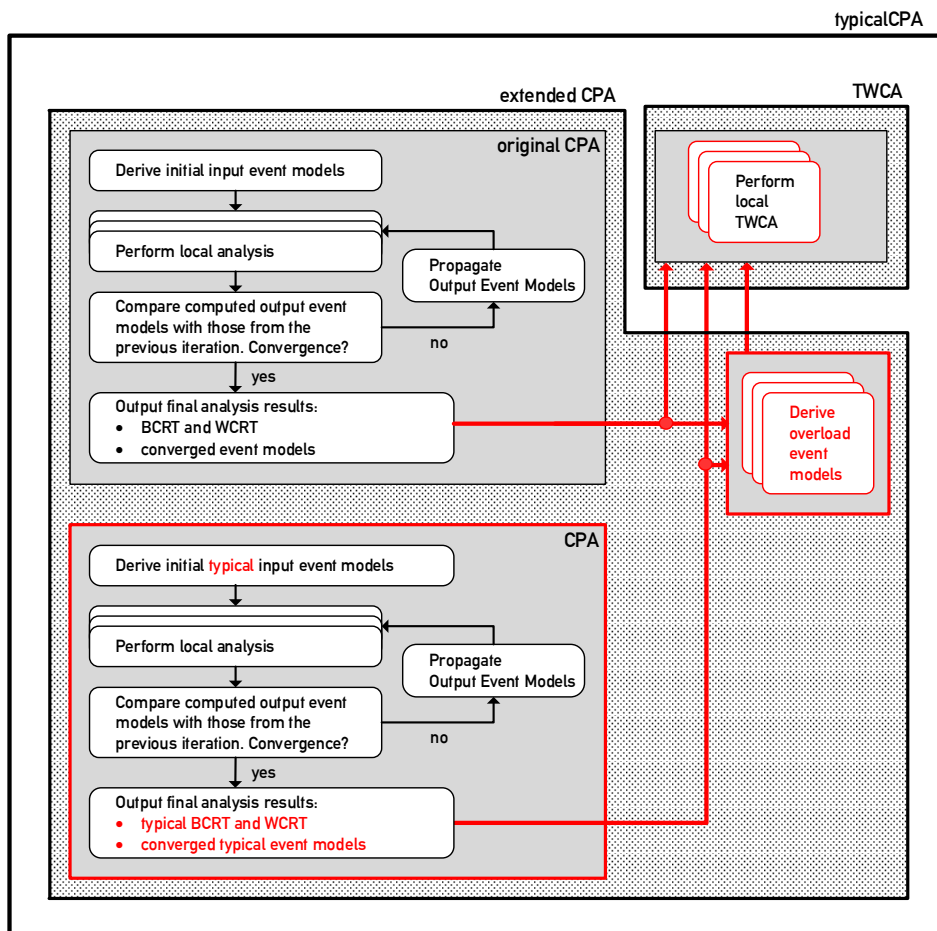 typicalCPA
extended CPA
TWCA
original CPA
Derive initial input event models
Perform local analysis
Propagate
Output Event Models
Compare computed output event
models with those from the
previous iteration. Convergence?
no
yes
Output final analysis results:
• BCRT and WCRT
• converged event models
Perform
local
TWCA
Derive
overload
event
models
CPA
Derive initial typical input event models
Perform local analysis
Propagate
Output Event Models
Compare computed output event
models with those from the
previous iteration. Convergence?
no
yes
Output final analysis results:
• typical BCRT and WCRT
• converged typical event models